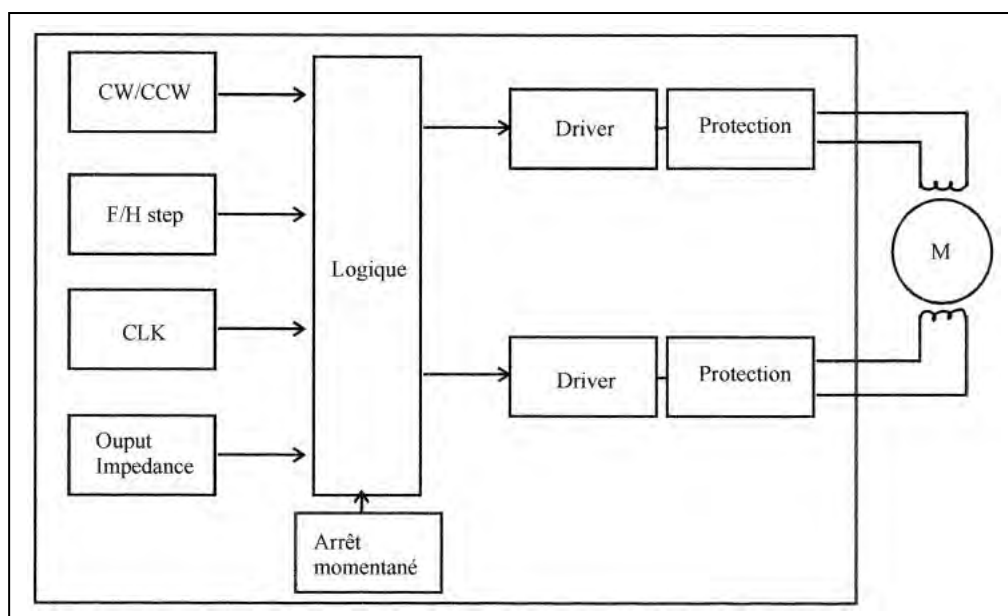 CW/CCW
F/H step
CLK
Ouput
Impedance
Logique
Arrêt
momentané
Driver
Protection
Driver
Protection
M